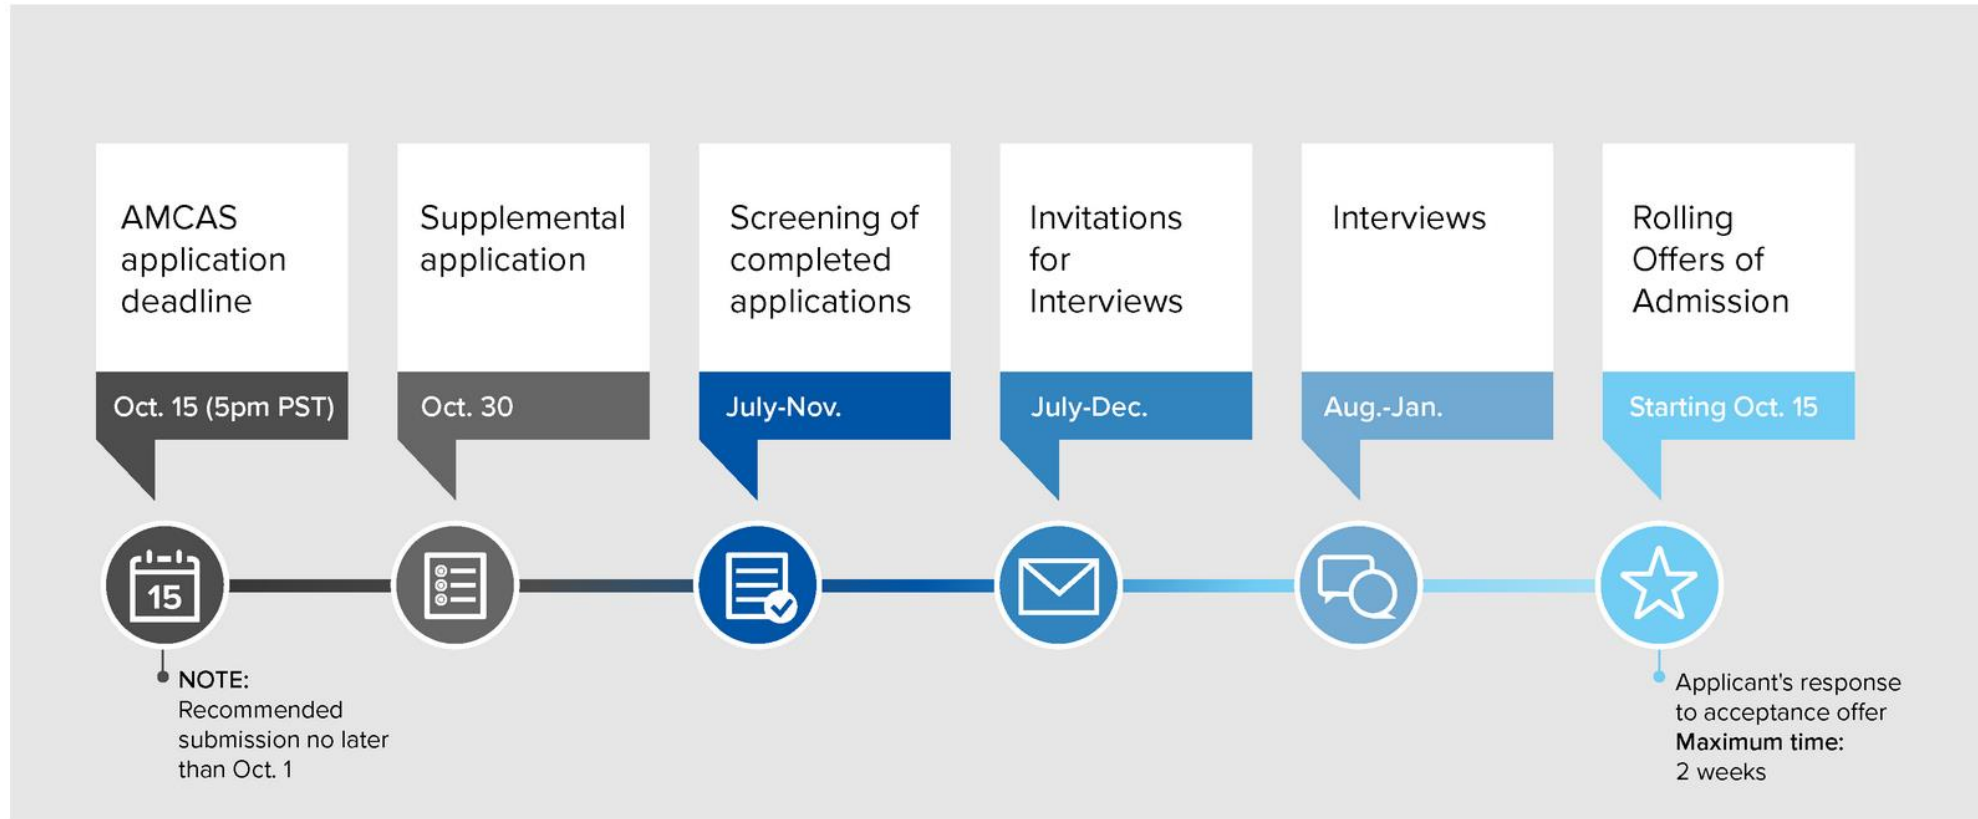 AMCAS
application
deadline
Oct. 15 (5pm PST)
15
NOTE:
Recommended
submission no later
than Oct. 1
Supplemental
application
Oct. 30
Screening of
completed
applications
July-Nov.
Invitations
for
Interviews
July-Dec.
Interviews
Aug.-Jan.
Rolling
Offers of
Admission
Starting Oct. 15
Applicant's response
to acceptance offer
Maximum time:
2 weeks